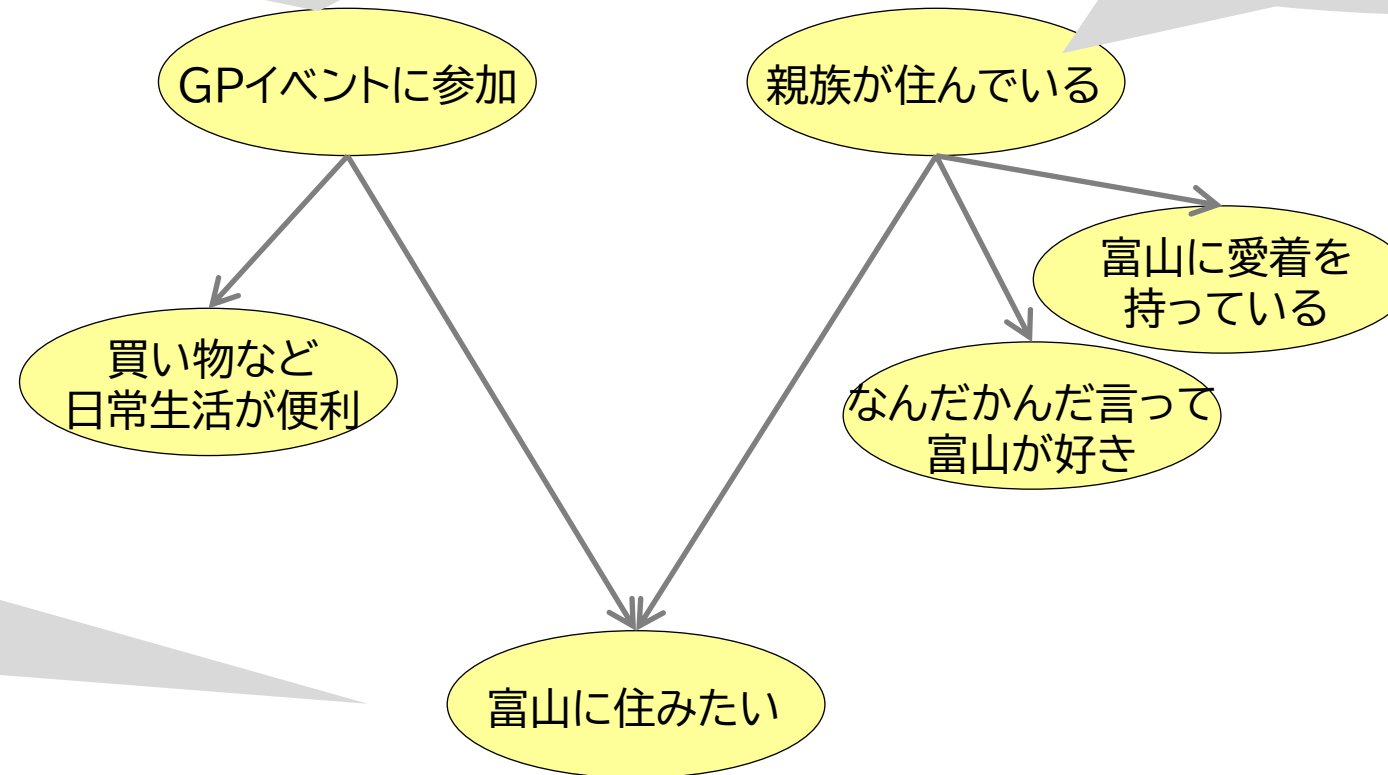 GPイベントに参加
親族が住んでいる
富山に愛着を
持っている
買い物など
日常生活が便利
なんだかんだ言って
富山が好き
富山に住みたい